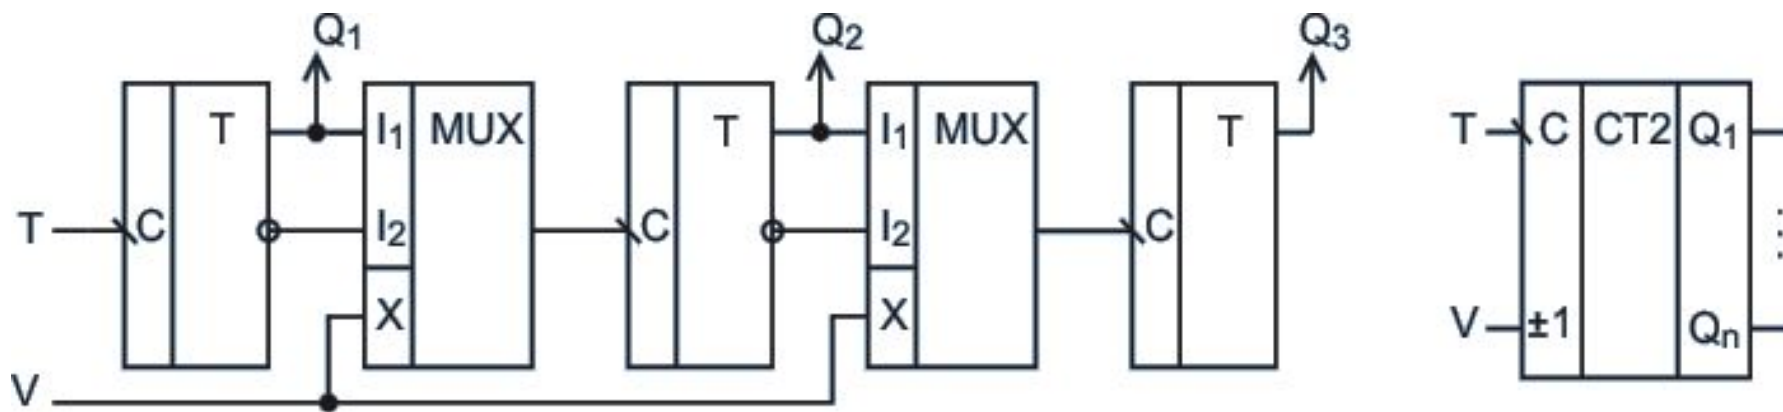 Q1 Q2 Q3
T I1 MUX T I1 MUX T T C CT2 Q1
T C I2 C I2 C
X X V ±1 Qn
V